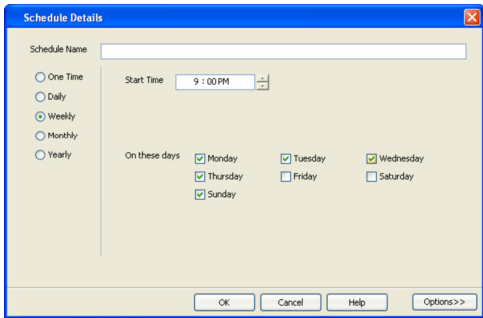 Schedule Details
Schedule Name
One Time
Daily
Weekly
Monthly
Yearly
Start Time 9 : 00 PM
On these days
Monday Tuesday Wednesday
Thursday Friday Saturday
Sunday
OK Cancel Help Options>>